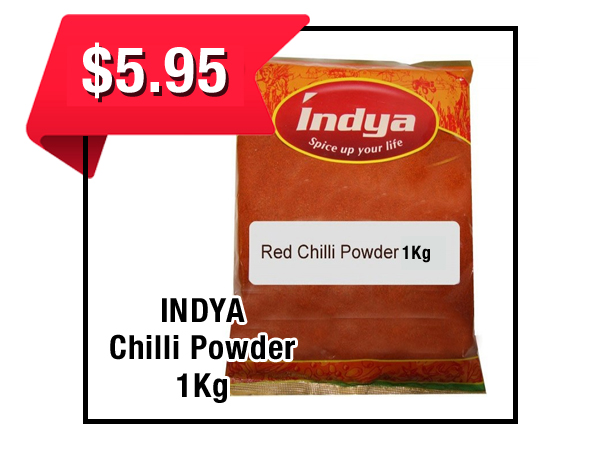 $5.95
indya
Spice up your life
Red Chilli Powder 1Kg
INDYA
Chilli Powder
1Kg